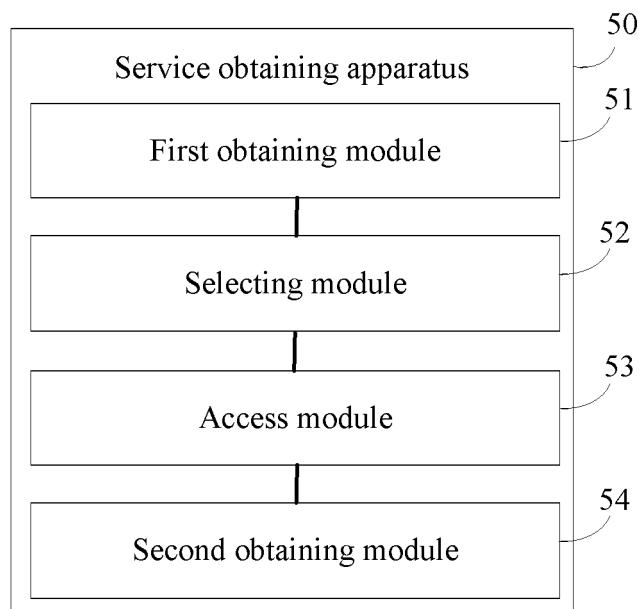 50
Service obtaining apparatus
51
First obtaining module
52
Selecting module
53
Access module
54
Second obtaining module